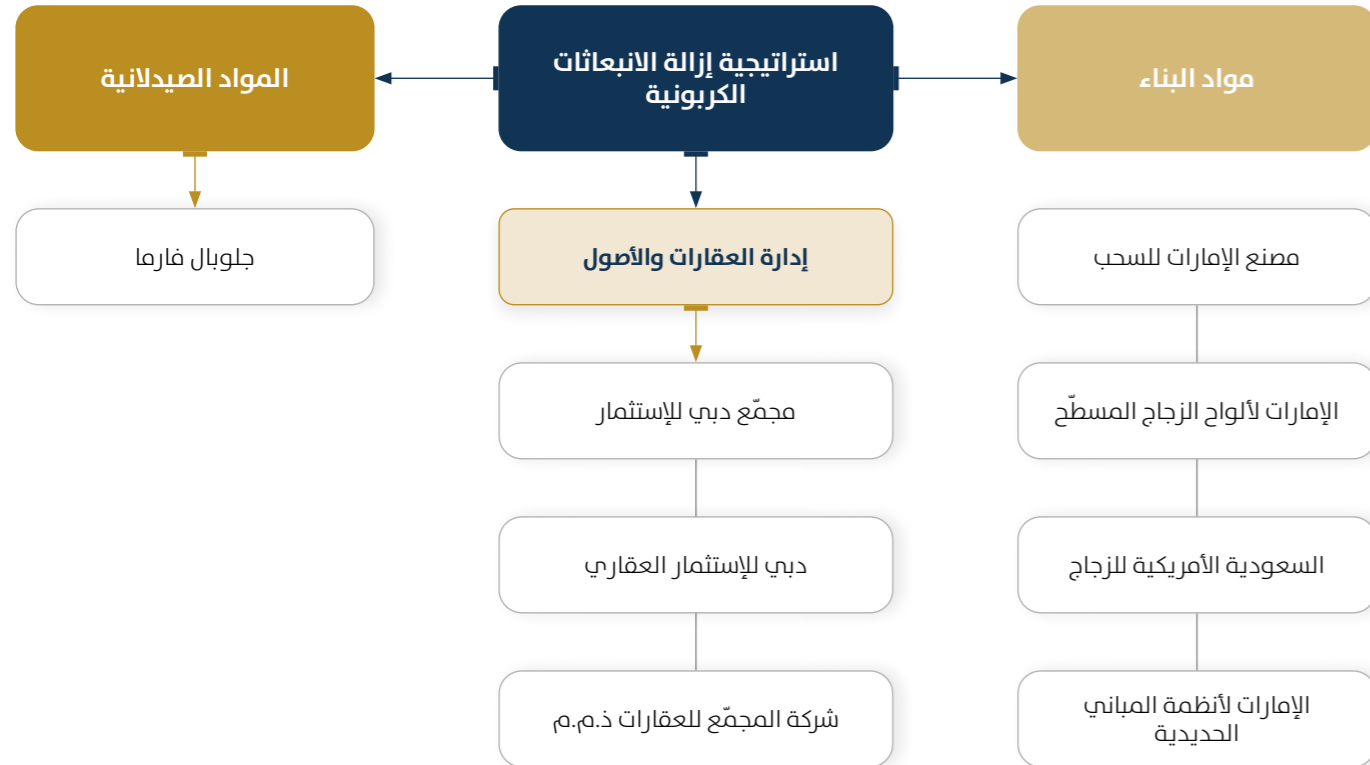 مواد البناء
استراتيجية إزالة الانبعاثات
الكربونية
المواد الصيدلانية
مصنع الإمارات للسحب
إدارة العقارات والأصول
جلوبال فارما
الإمارات لألواح الزجاج المسطّح
مجمّع دبي للإستثمار
السعودية الأمريكية للزجاج
دبي للإستثمار العقاري
الإمارات لأنظمة المباني
الحديدية
شركة المجمّع للعقارات ذ.م.م